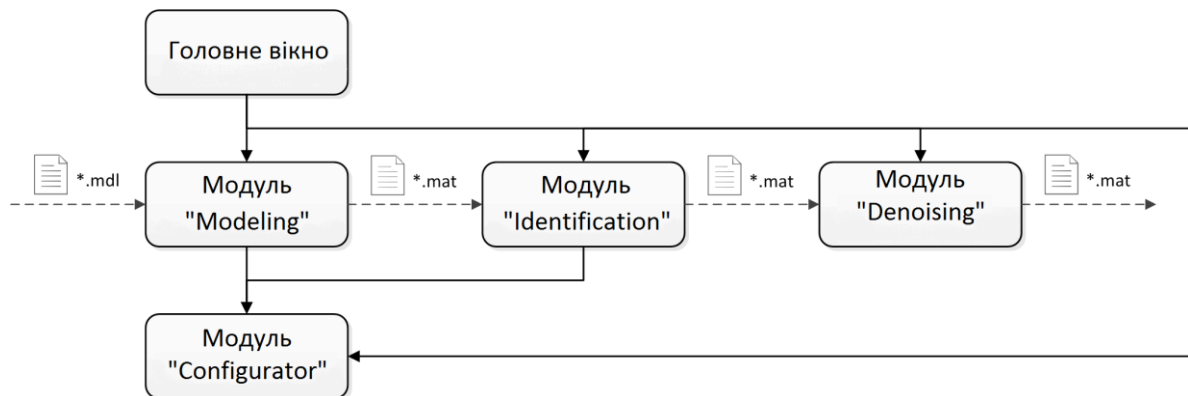 Головне вікно
*.mdl
Модуль
"Modeling"
*.mat
Модуль
"Identification"
*.mat
Модуль
"Denoising"
*.mat
Модуль
"Configurator"